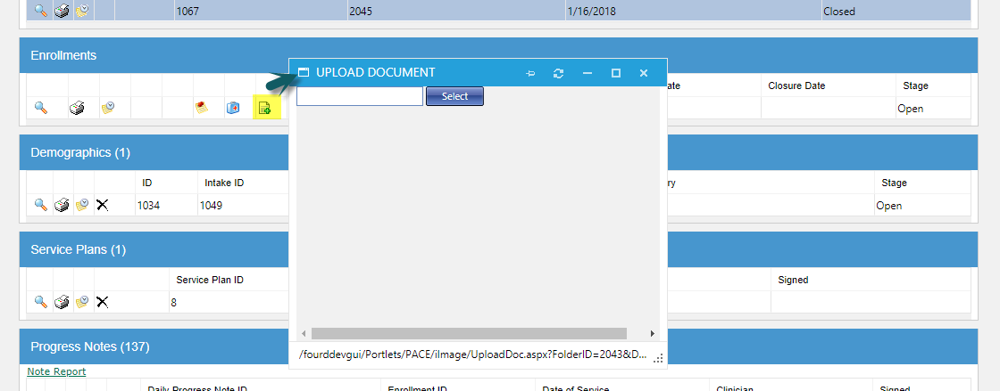 1067 2045 1/16/2018 Closed
Enrollments
UPLOAD DOCUMENT
Select
ate Closure Date Stage
Open
Demographics (1)
ID Intake ID ry Stage
1034 1049 Open
Service Plans (1)
Service Plan ID Signed
8
/fourddevgui/Portlets/PACE/iImage/UploadDoc.aspx?FolderID=2043&D...
Progress Notes (137)
Note Report
Daily Progress Note ID Enrollment ID Date of Service Clinician Signed